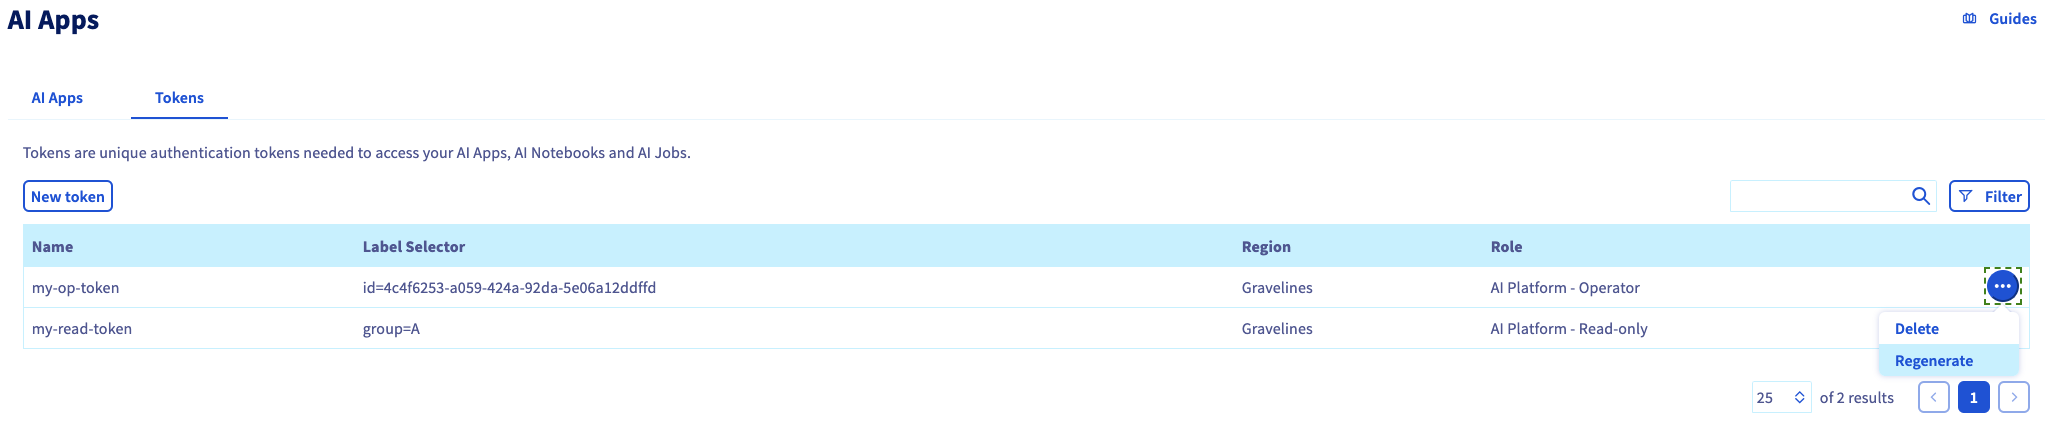 AI Apps
Guides
AI Apps Tokens
Tokens are unique authentication tokens needed to access your AI Apps, AI Notebooks and AI Jobs.
New token
Filter
Name Label Selector Region Role
my-op-token id=4c4f6253-a059-424a-92da-5e06a12ddffd Gravelines AI Platform - Operator
my-read-token group=A Gravelines AI Platform - Read-only
Delete
Regenerate
25 of 2 results 1